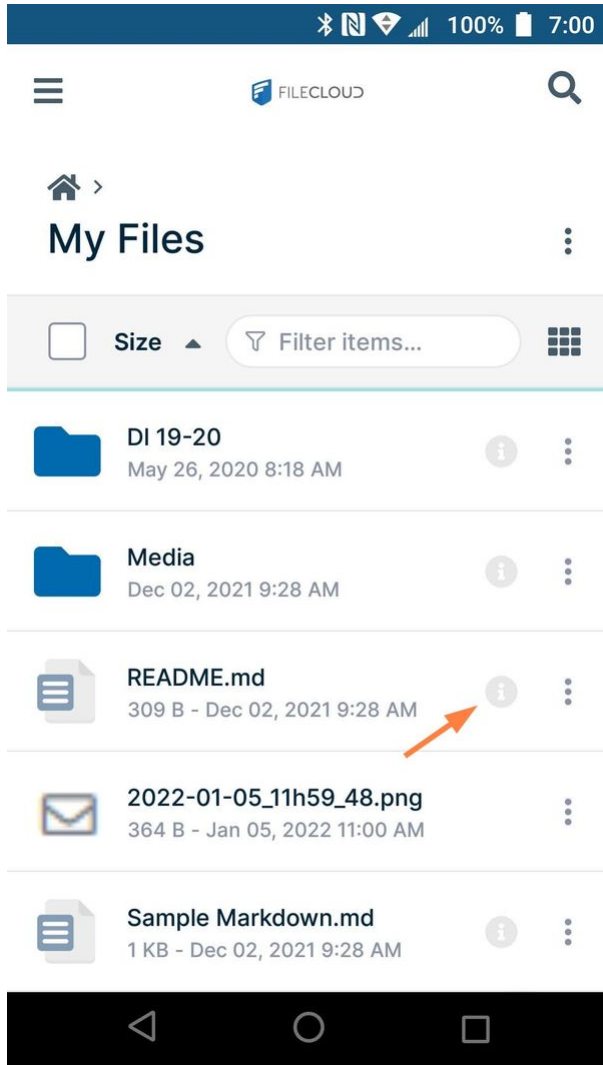 100% 7:00
FILECLOUD
My Files
Size Filter items...
DI 19-20
May 26, 2020 8:18 AM
Media
Dec 02, 2021 9:28 AM
README.md
309 B - Dec 02, 2021 9:28 AM
2022-01-05_11h59_48.png
364 B - Jan 05, 2022 11:00 AM
Sample Markdown.md
1 KB - Dec 02, 2021 9:28 AM